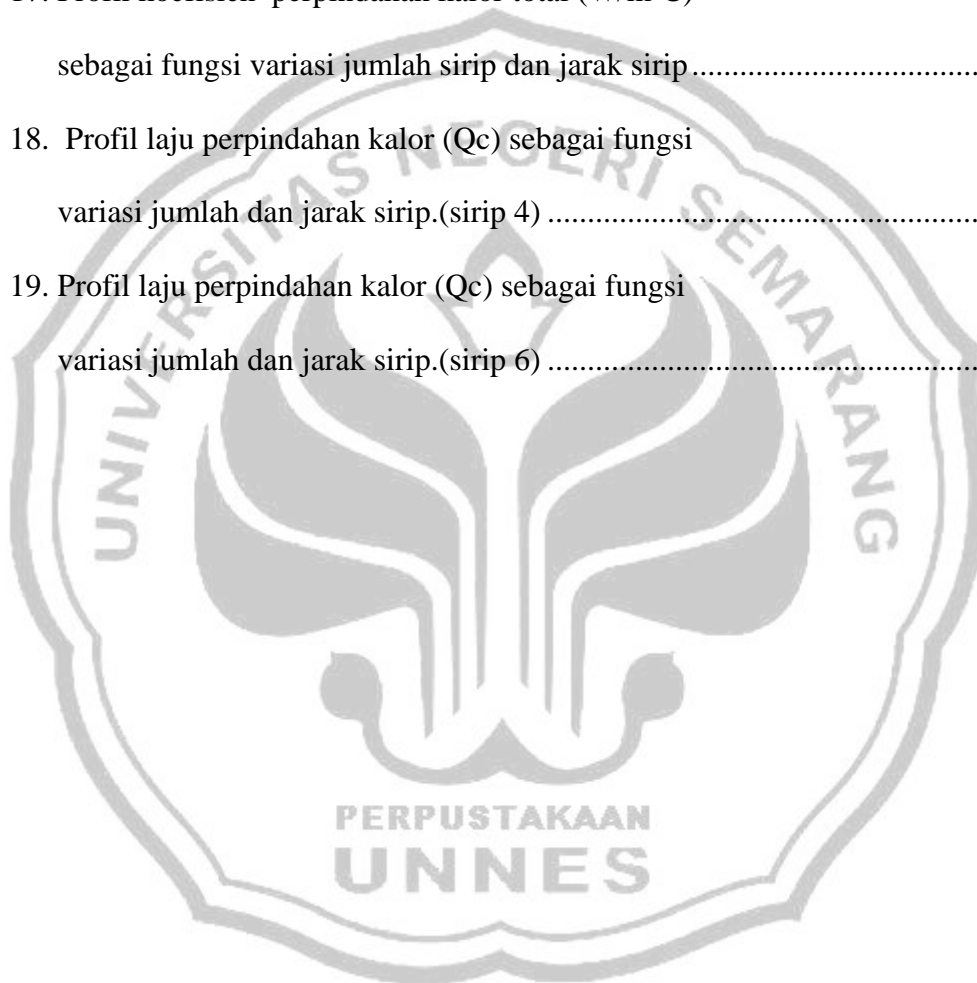 sebagai fungsi variasi jumlah sirip dan jarak sirip....................................
18. Profil laju perpindahan kalor (Qc) sebagai fungsi
variasi jumlah dan jarak sirip.(sirip 4) ......................................................
19. Profil laju perpindahan kalor (Qc) sebagai fungsi
variasi jumlah dan jarak sirip.(sirip 6) ......................................................
UNIVERSITAS NEGERI SEMARANG
PERPUSTAKAAN
UNNES